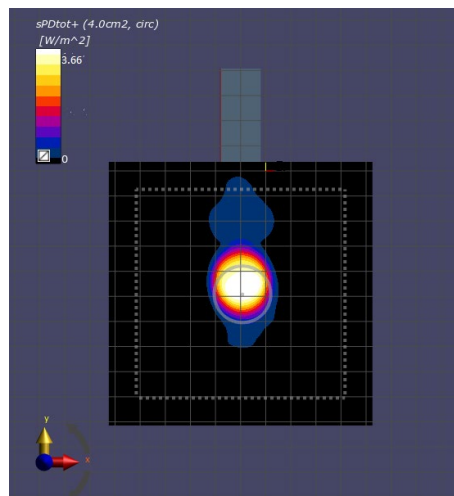 sPDtot+ (4.0cm2, circ)
[W/m^2]
3.66
0
y
x